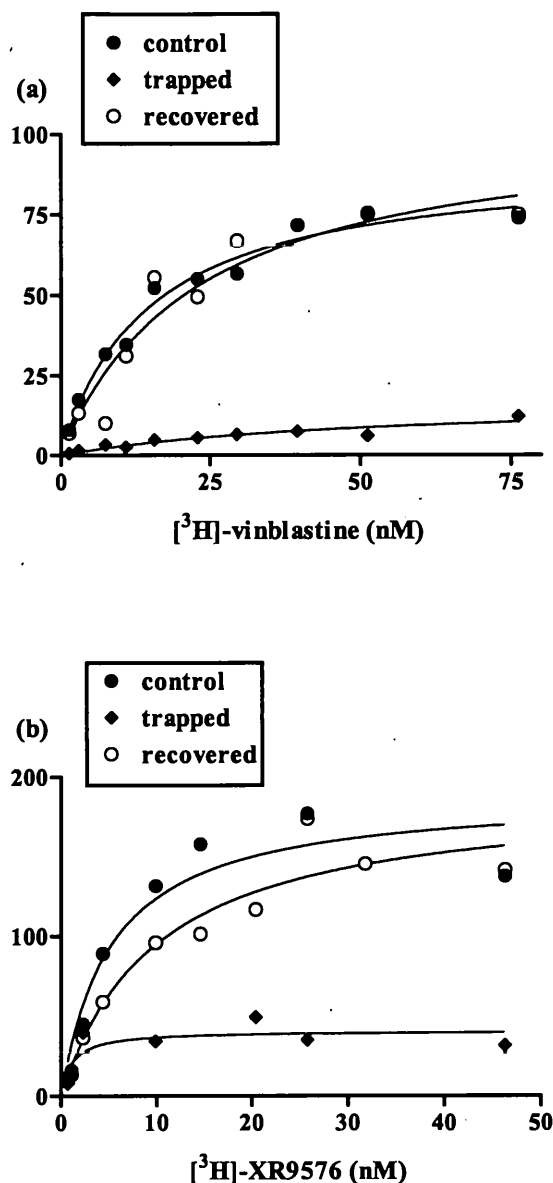 control
trapped
recovered
(a)
100
75
50
25
0
0 25 50 75
[³H]-vinblastine (nM)
control
trapped
recovered
(b)
200
100
0
0 10 20 30 40 50
[³H]-XR9576 (nM)